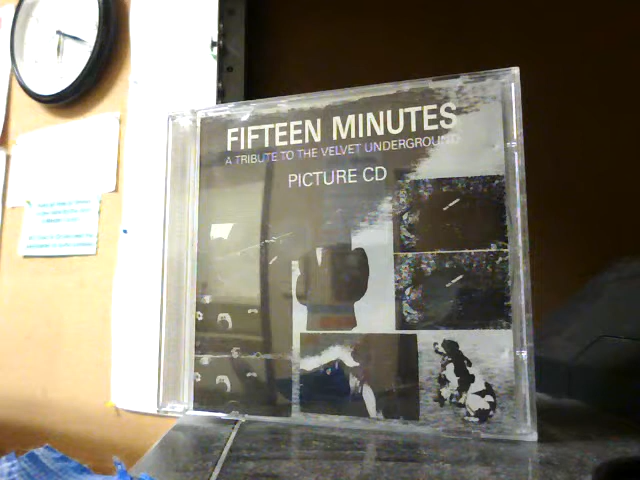 FIFTEEN MINUTES
A TRIBUTE TO THE VELVET UNDERGROUND
PICTURE CD